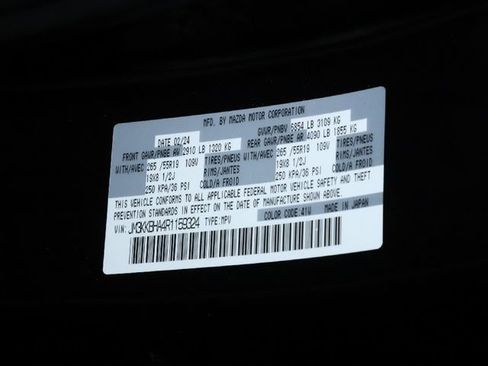 MFD. BY MAZDA MOTOR CORPORATION
DATE 02/24 GVWR/PNBV 6854 LB 3109 KG
FRONT GAWR/PNBE AV 2910 LB 1320 KG REAR GAWR/PNBE AR 4090 LB 1855 KG
WITH/AVEC 265 /55R19 109V TIRES/PNEUS WITH/AVEC 265 /55R19 109V TIRES/PNEUS
19X8 1/2J RIMS/JANTES 19X8 1/2J RIMS/JANTES
250 KPA/36 PSI COLD/A FROID 250 KPA/36 PSI COLD/A FROID
THIS VEHICLE CONFORMS TO ALL APPLICABLE FEDERAL MOTOR VEHICLE SAFETY AND THEFT
PREVENTION STANDARDS IN EFFECT ON THE DATE OF MANUFACTURE SHOWN ABOVE.
COLOR CODE 41W MADE IN JAPAN
VIN: TYPE: MPV